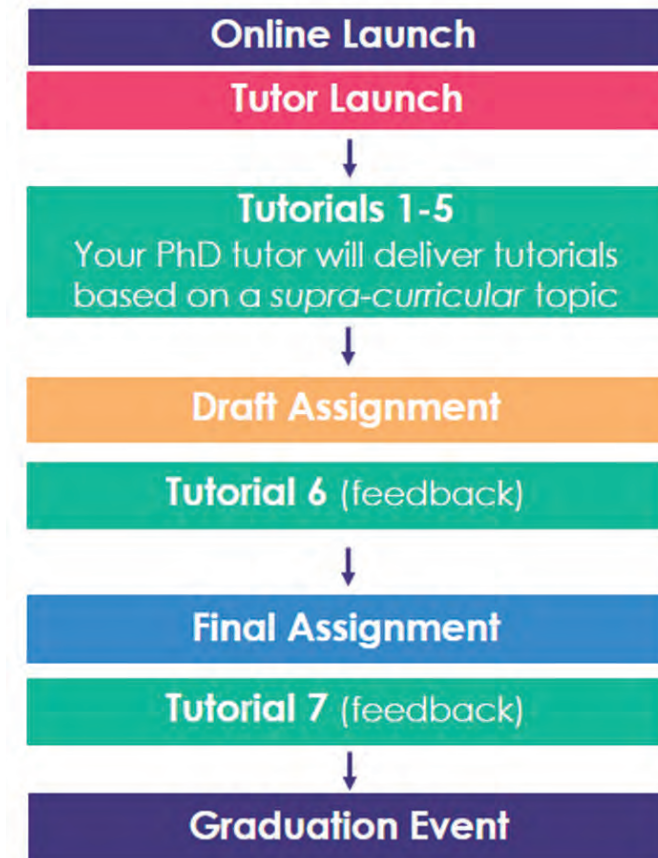 Online Launch
Tutor Launch
Tutorials 1-5
Your PhD tutor will deliver tutorials
based on a supra-curricular topic
Draft Assignment
Tutorial 6 (feedback)
Final Assignment
Tutorial 7 (feedback)
Graduation Event